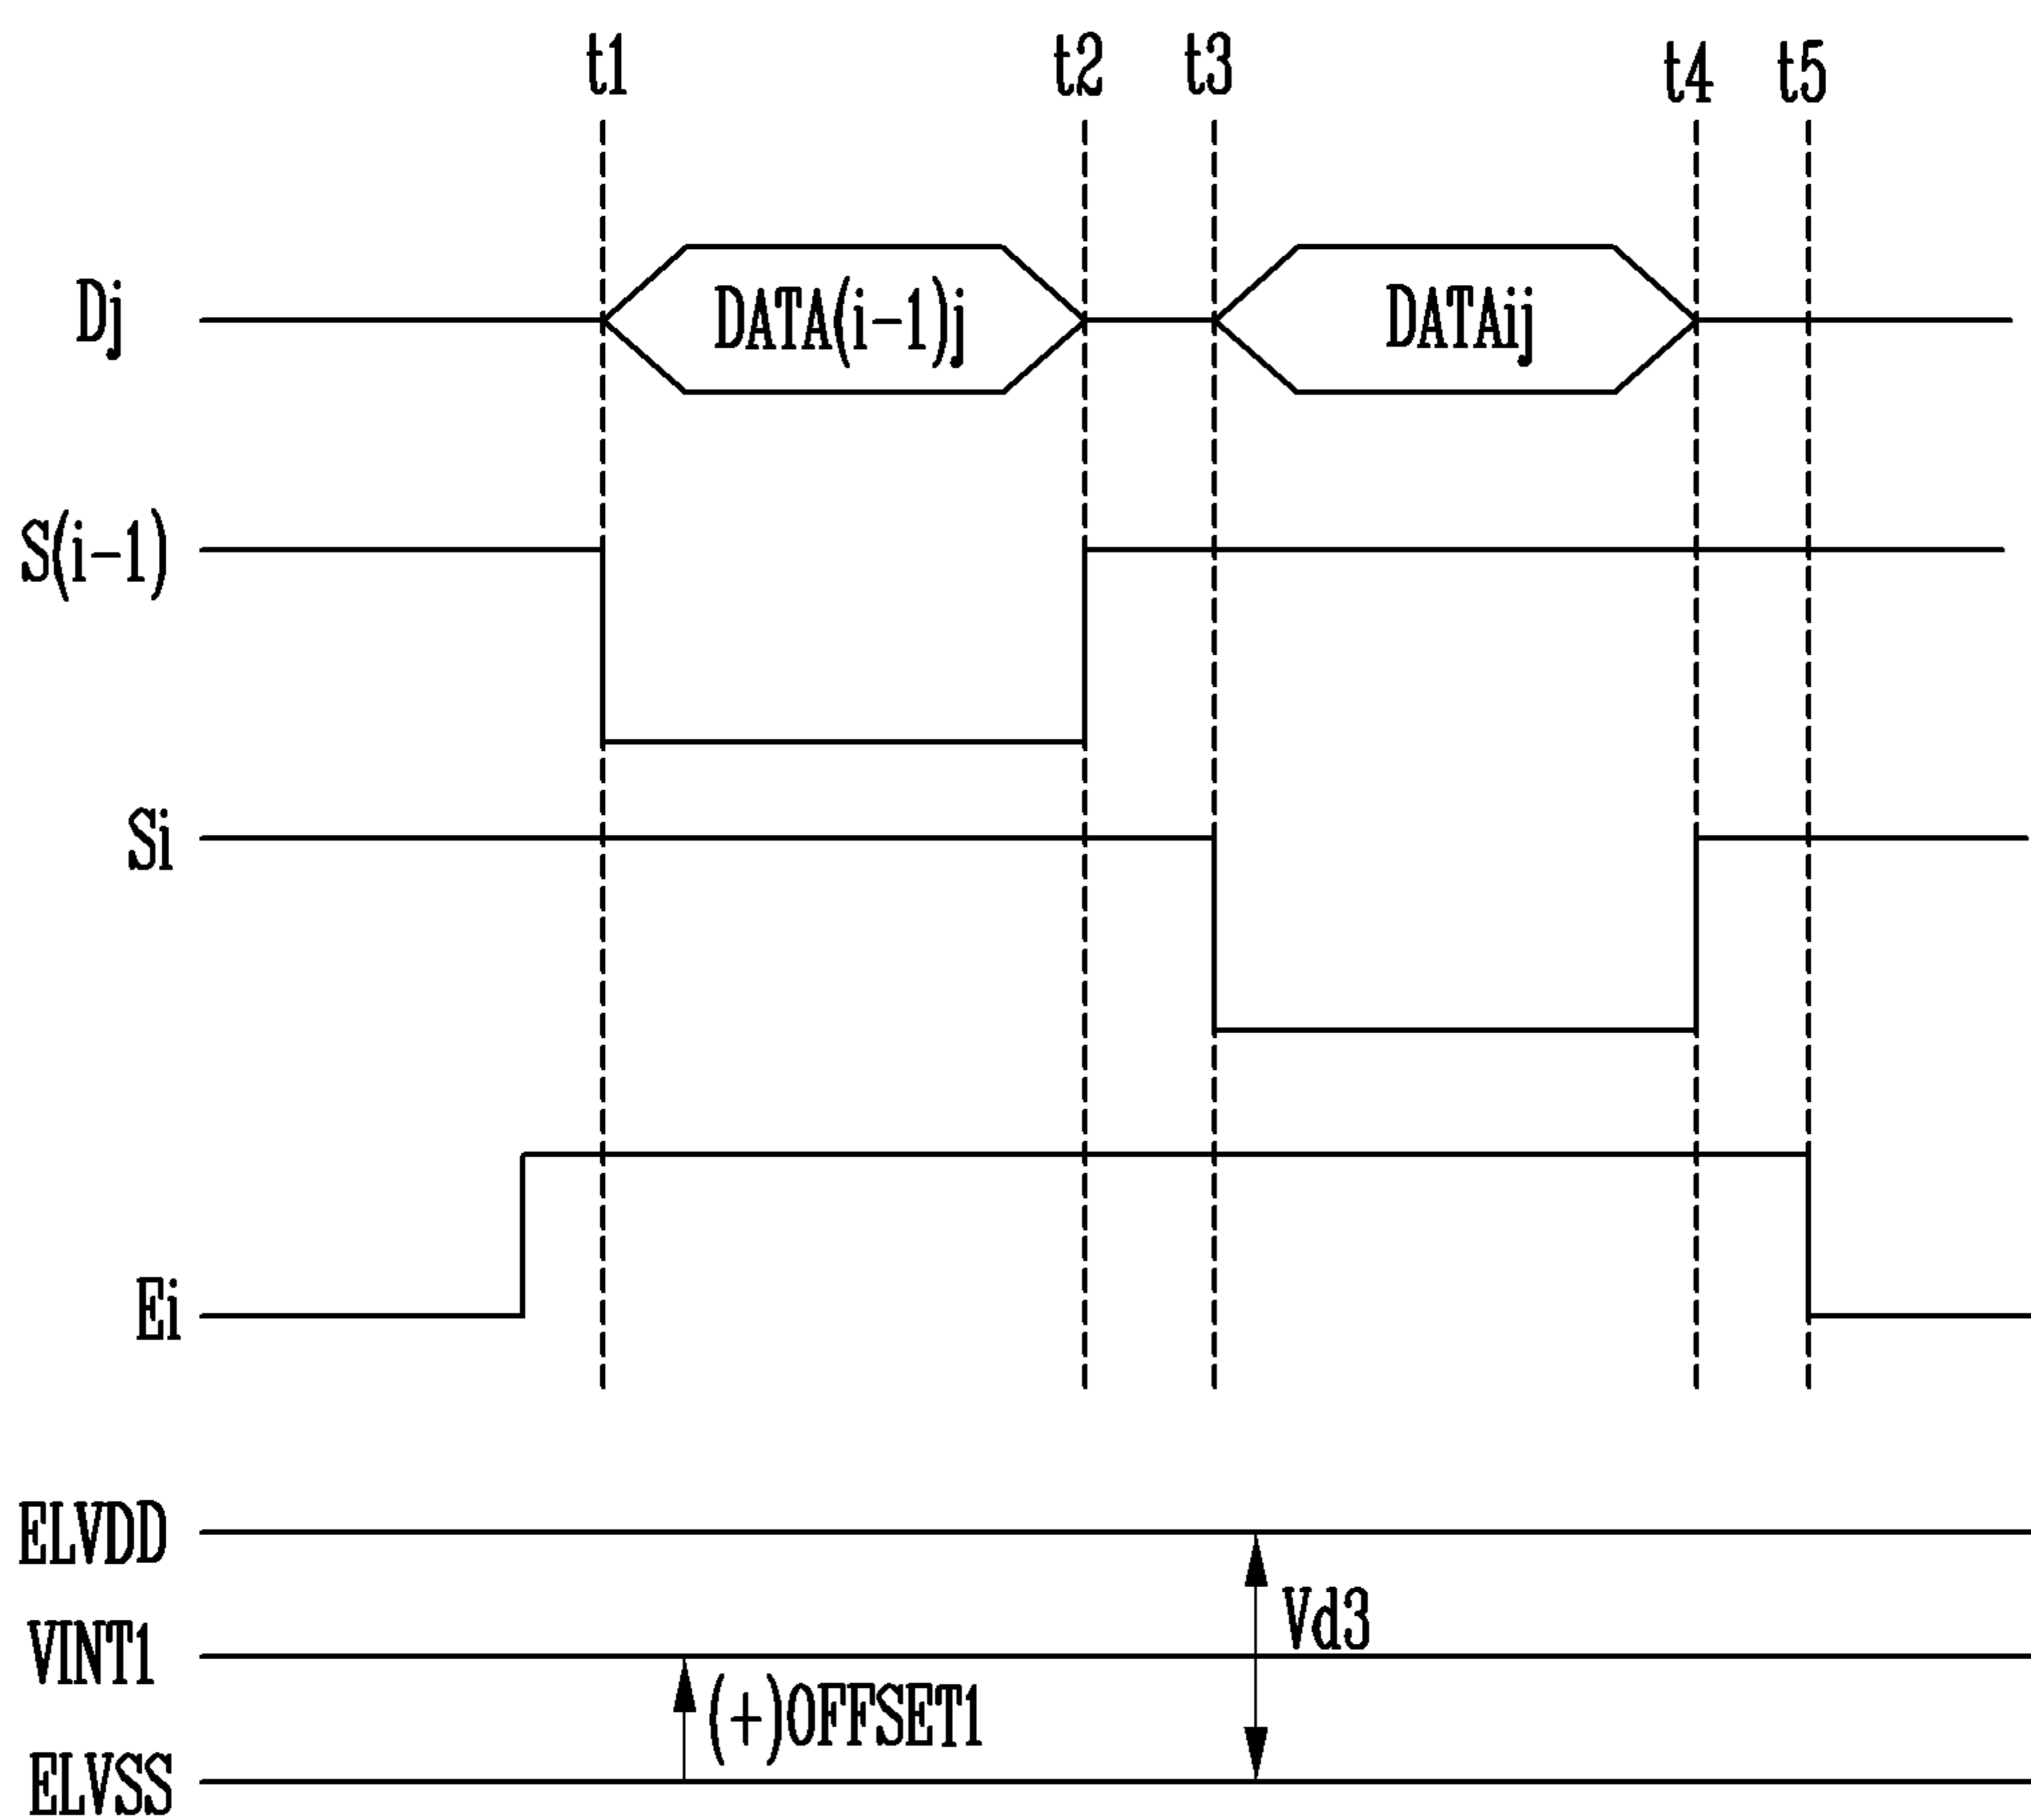 t1 t2 t3 t4 t5
Dj DATA(i-1)j DATAij
S(i-1)
Si
Ei
ELVDD
Vd3
VINT1
(+)OFFSET1
ELVSS